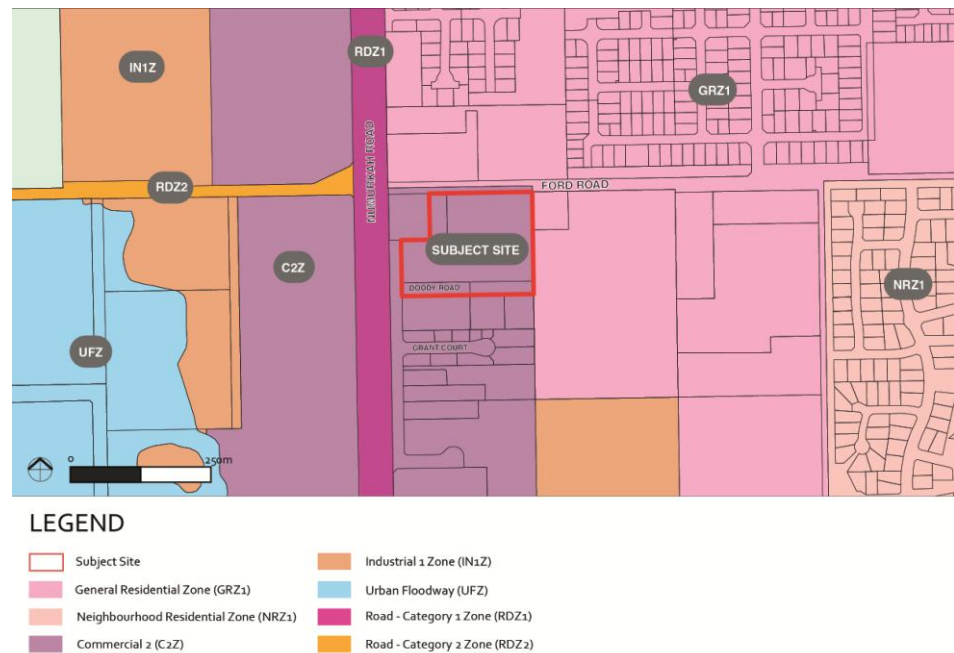 IN1Z
RDZ1
GRZ1
RDZ2
NUMURKAH ROAD
FORD ROAD
SUBJECT SITE
C2Z
DOODY ROAD
NRZ1
UFZ
GRANT COURT
0
250m
LEGEND
Subject Site
General Residential Zone (GRZ1)
Neighbourhood Residential Zone (NRZ1)
Commercial 2 (C2Z)
Industrial 1 Zone (IN1Z)
Urban Floodway (UFZ)
Road - Category 1 Zone (RDZ1)
Road - Category 2 Zone (RDZ2)